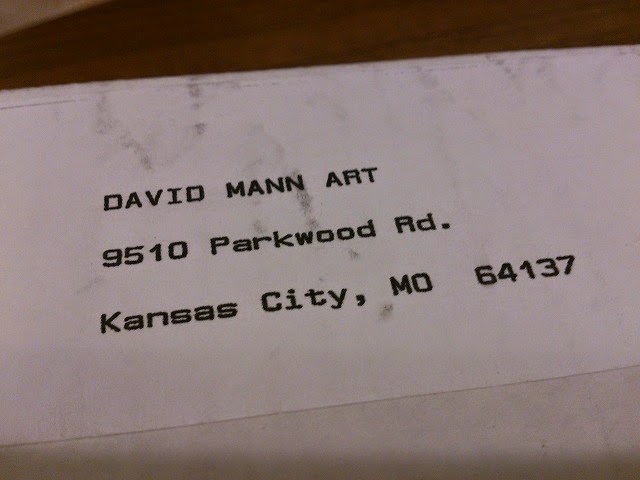 DAVID MANN ART
9510 Parkwood Rd.
Kansas City, MO  64137